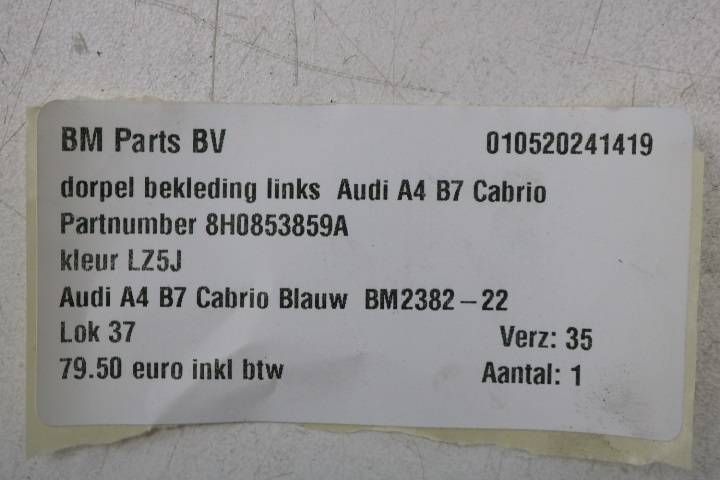 BM Parts BV 010520241419
dorpel bekleding links Audi A4 B7 Cabrio
Partnumber 8H0853859A
kleur LZ5J
Audi A4 B7 Cabrio Blauw BM2382-22
Lok 37 Verz: 35
79.50 euro inkl btw Aantal: 1